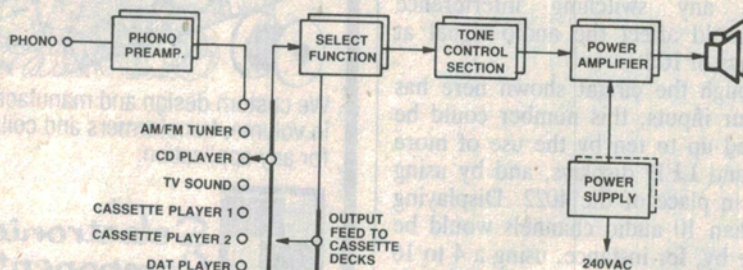 PHONO
PHONO
PREAMP.
SELECT
FUNCTION
TONE
CONTROL
SECTION
POWER
AMPLIFIER
AM/FM TUNER
CD PLAYER
TV SOUND
CASSETTE PLAYER 1
CASSETTE PLAYER 2
DAT PLAYER
OUTPUT
FEED TO
CASSETTE
DECKS
POWER
SUPPLY
240VAC